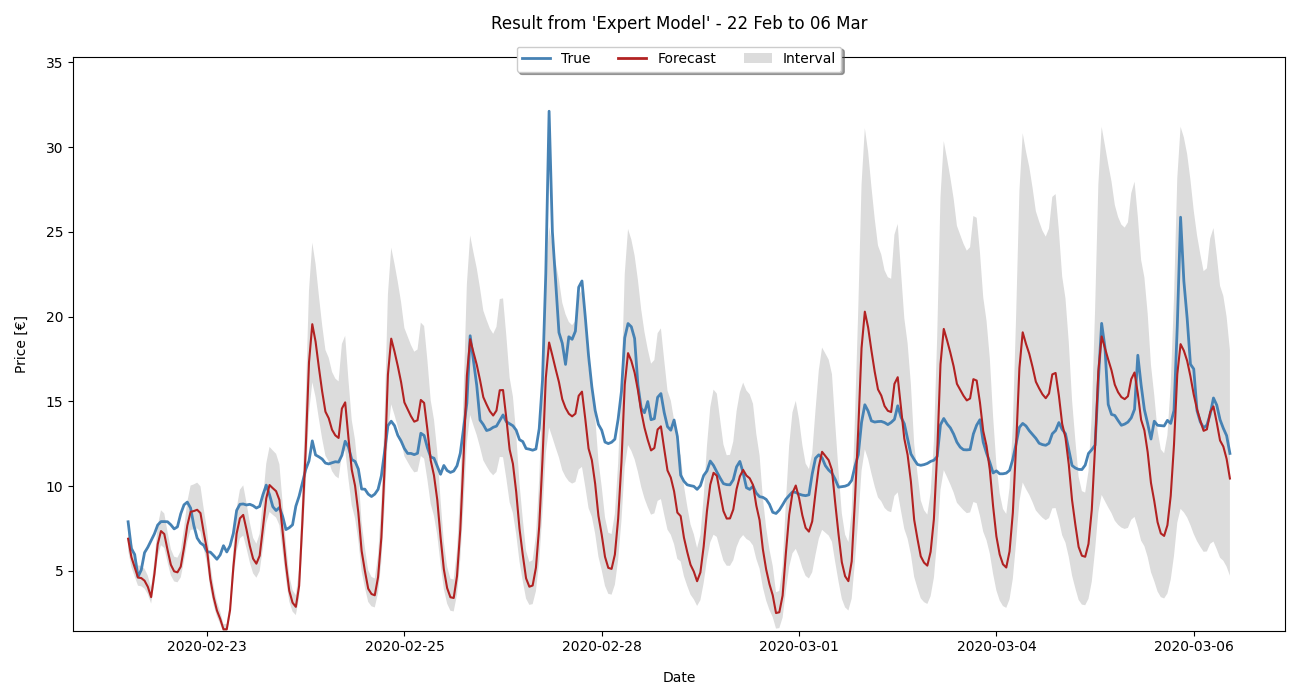 Result from 'Expert Model' - 22 Feb to 06 Mar
True Forecast Interval
35
30
25
20
15
10
5
Price [€]
2020-02-23 2020-02-25 2020-02-28 2020-03-01 2020-03-04 2020-03-06
Date